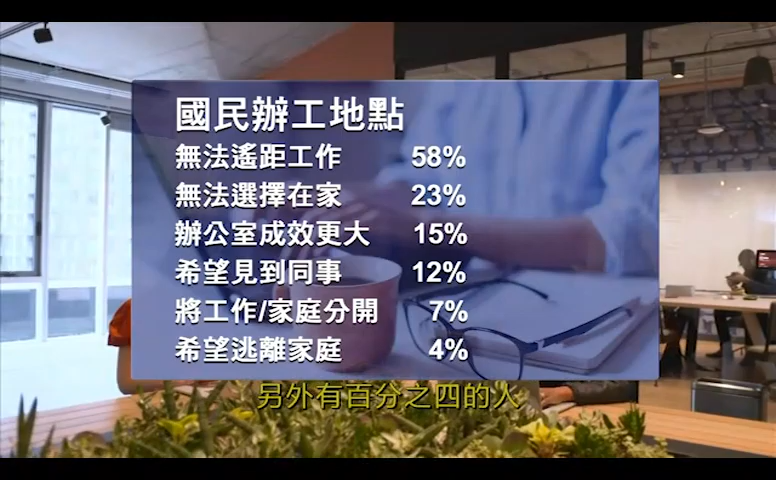 國民辦工地點
無法遙距工作 58%
無法選擇在家 23%
辦公室成效更大 15%
希望見到同事 12%
將工作/家庭分開 7%
希望逃離家庭 4%
另外有百分之四的人